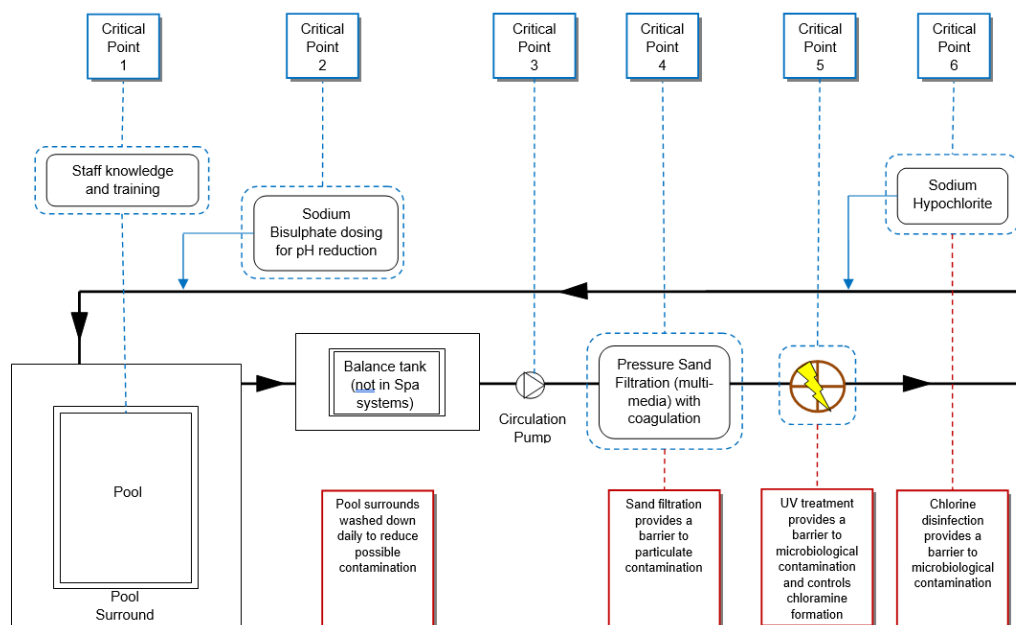 Critical
Point
1
Critical
Point
2
Critical
Point
3
Critical
Point
4
Critical
Point
5
Critical
Point
6
Staff knowledge
and training
Sodium
Bisulphate dosing
for pH reduction
Sodium
Hypochlorite
Balance tank
(not in Spa
systems)
Circulation
Pump
Pressure Sand
Filtration (multi-
media) with
coagulation
Pool
Pool
Surround
Pool surrounds
washed down
daily to reduce
possible
contamination
Sand filtration
provides a
barrier to
particulate
contamination
UV treatment
provides a
barrier to
microbiological
contamination
and controls
chloramine
formation
Chlorine
disinfection
provides a
barrier to
microbiological
contamination